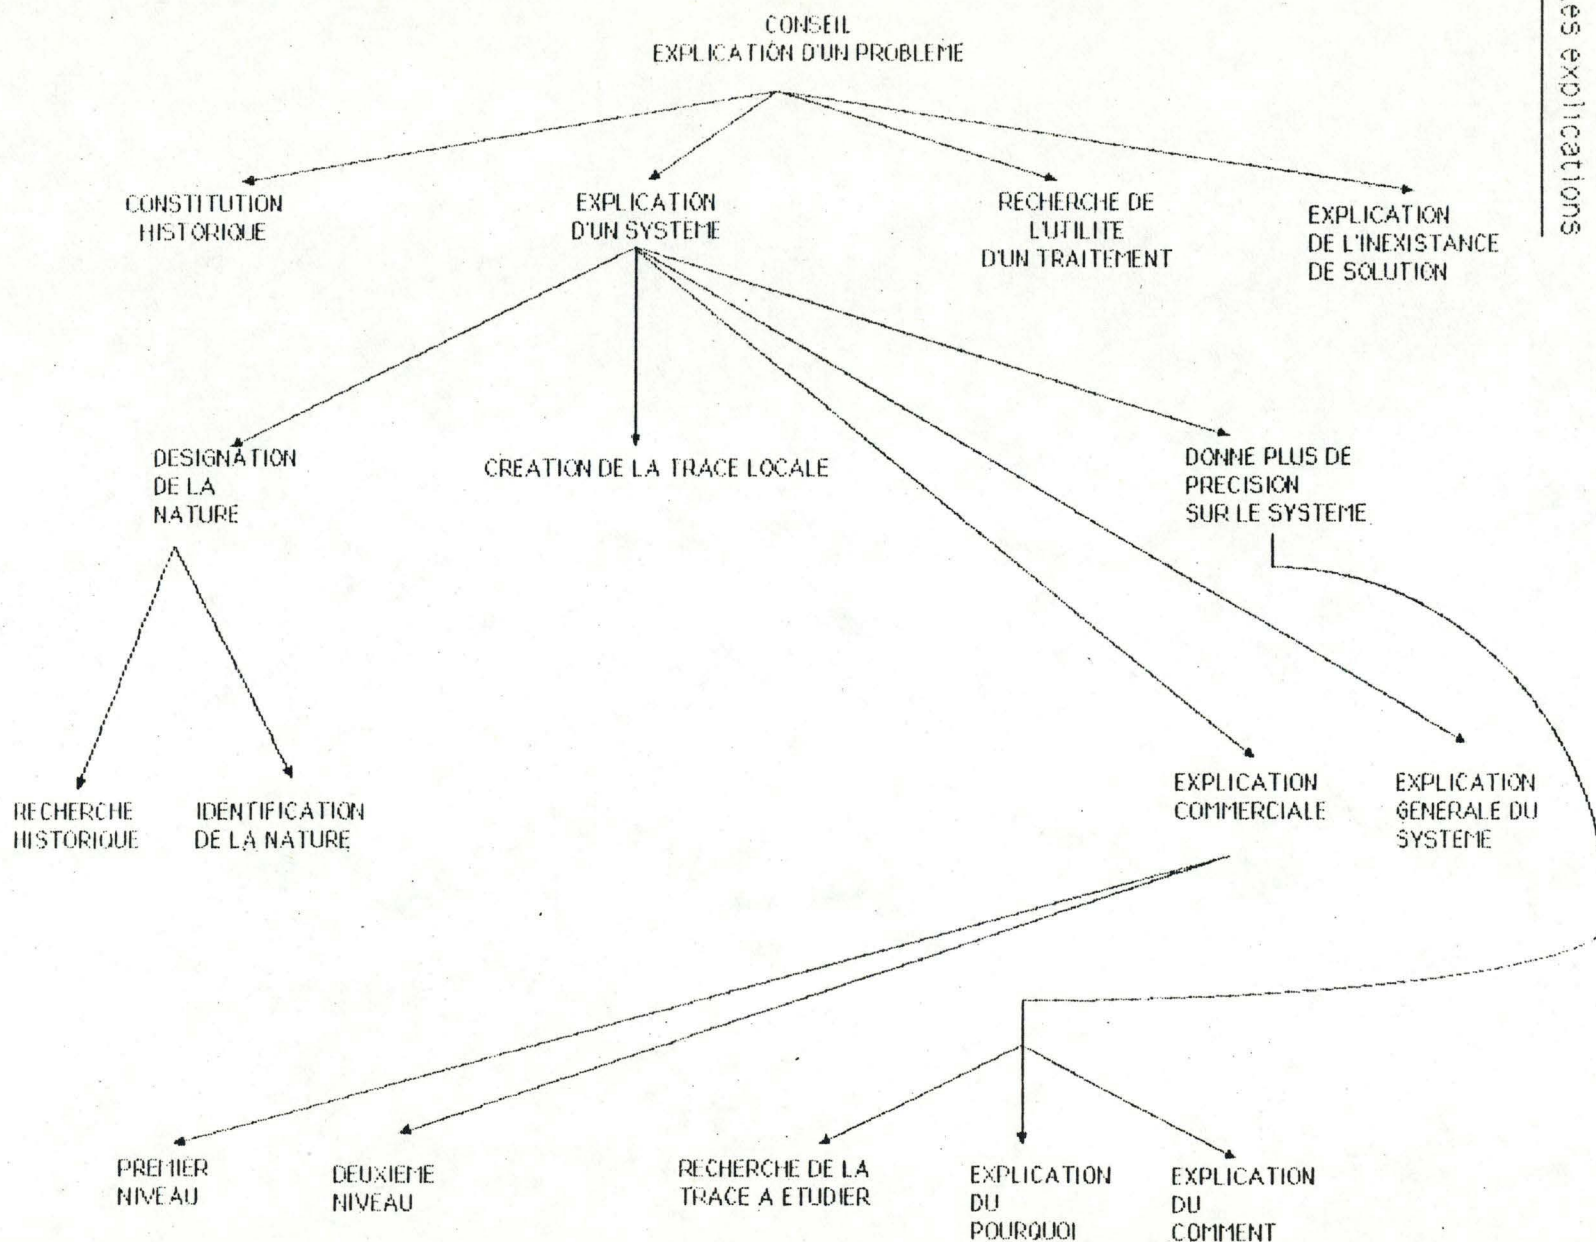 CONSEIL
EXPLICATION D'UN PROBLEME
es explications
CONSTITUTION
HISTORIQUE
EXPLICATION
D'UN SYSTEME
RECHERCHE DE
L'UTILITE
D'UN TRAITEMENT
EXPLICATION
DE L'INEXISTANCE
DE SOLUTION
DESIGNATION
DE LA
NATURE
CREATION DE LA TRACE LOCALE
DONNE PLUS DE
PRECISION
SUR LE SYSTEME
RECHERCHE
HISTORIQUE
IDENTIFICATION
DE LA NATURE
EXPLICATION
COMMERCIALE
EXPLICATION
GENERALE DU
SYSTEME
PREMIER
NIVEAU
DEUXIEME
NIVEAU
RECHERCHE DE LA
TRACE A ETUDIER
EXPLICATION
DU
POURQUOI
EXPLICATION
DU
COMMENT